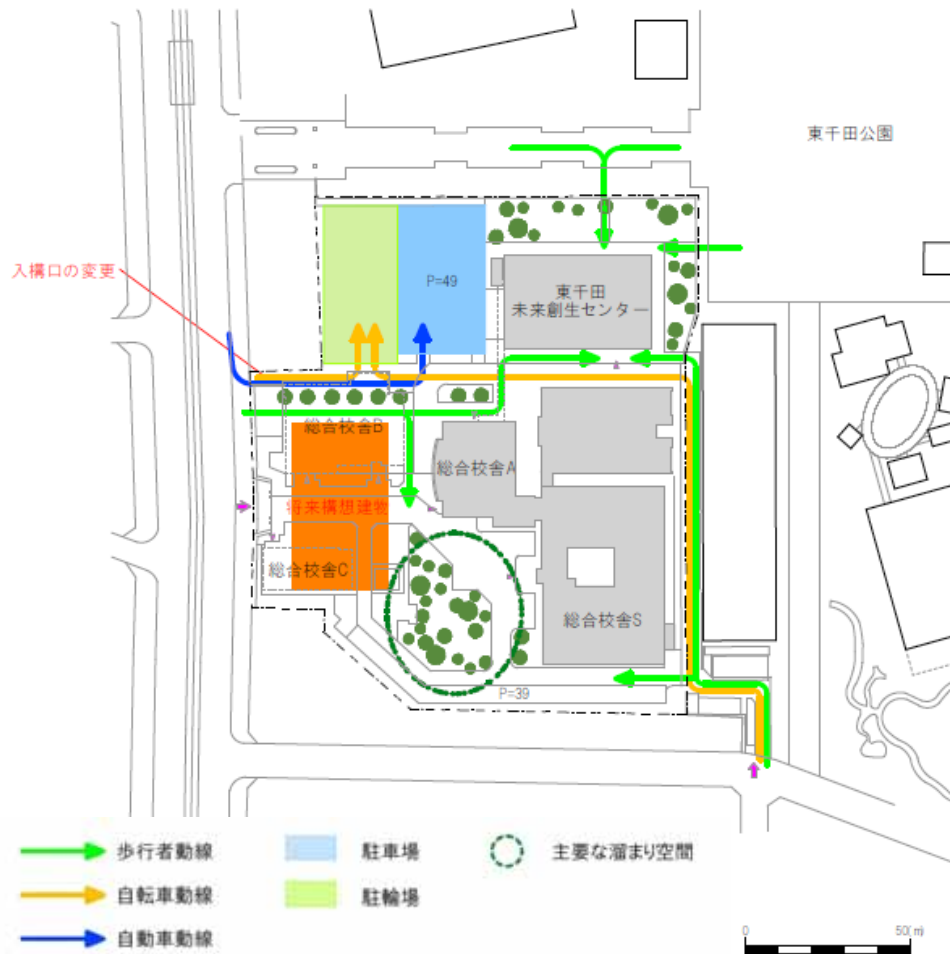 東千田公園
入構口の変更
P=49
東千田
未来創生センター
総合校舎B
総合校舎A
将来構想建物
総合校舎C
総合校舎S
P=39
歩行者動線
駐車場
主要な溜まり空間
自転車動線
駐輪場
自動車動線
0
50(m)